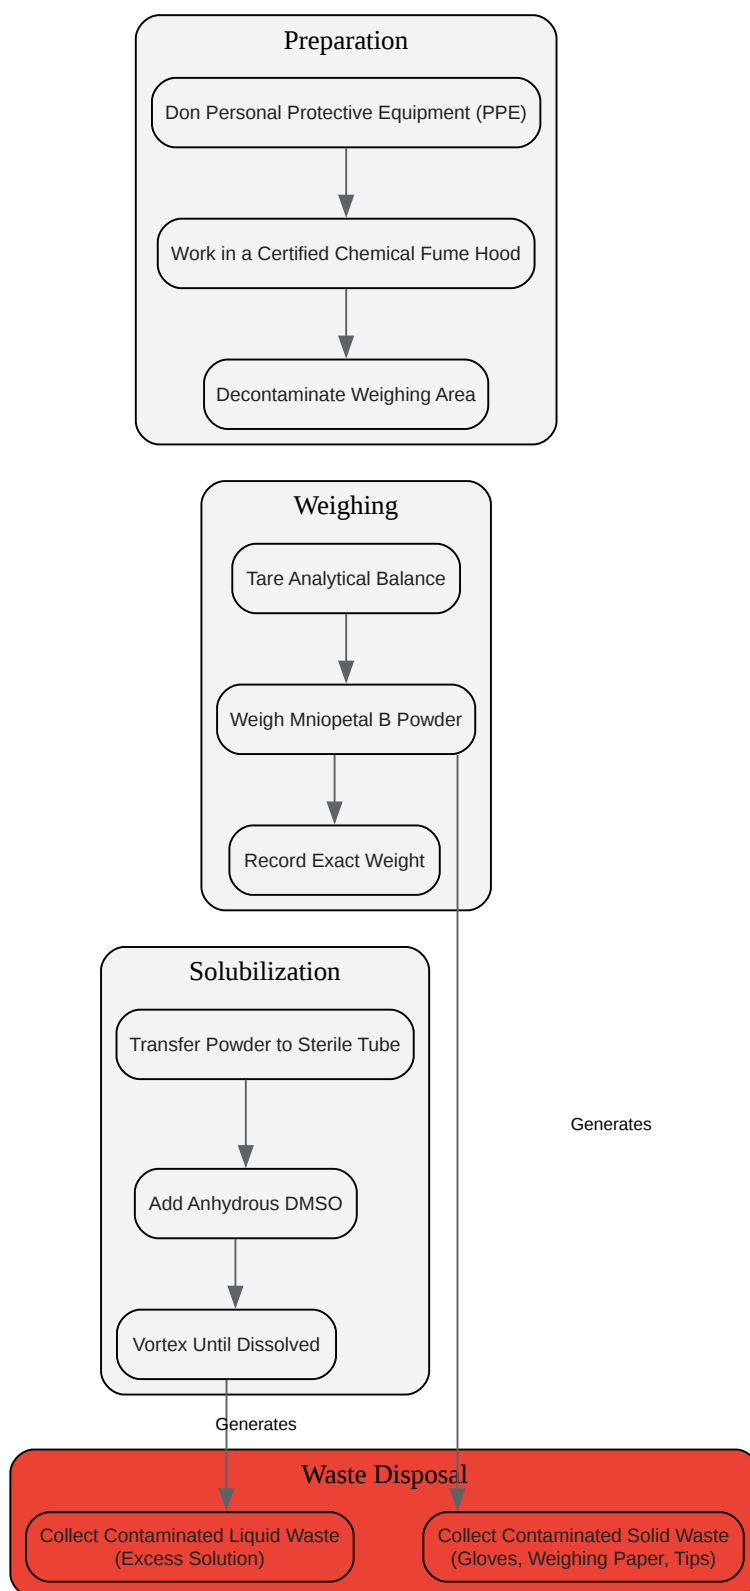 Preparation
Don Personal Protective Equipment (PPE)
Work in a Certified Chemical Fume Hood
Decontaminate Weighing Area
Weighing
Tare Analytical Balance
Weigh Mniopetal B Powder
Record Exact Weight
Solubilization
Transfer Powder to Sterile Tube
Generates
Add Anhydrous DMSO
Vortex Until Dissolved
Generates
Waste Disposal
Collect Contaminated Liquid Waste
(Excess Solution)
Collect Contaminated Solid Waste
(Gloves, Weighing Paper, Tips)